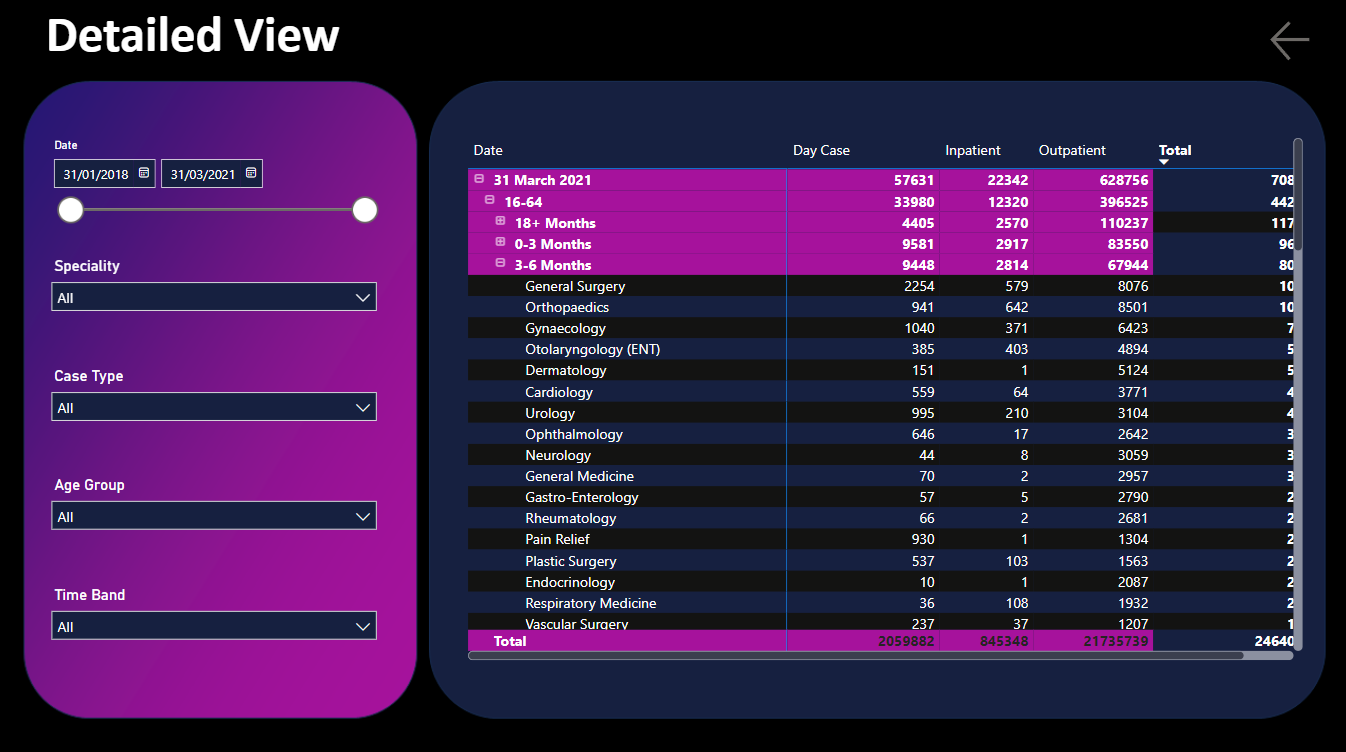 Detailed View
Date
31/01/2018 31/03/2021
Speciality
All
Case Type
All
Age Group
All
Time Band
All
Date Day Case Inpatient Outpatient Total
31 March 2021 57631 22342 628756 708
16-64 33980 12320 396525 442
18+ Months 4405 2570 110237 117
0-3 Months 9581 2917 83550 96
3-6 Months 9448 2814 67944 80
General Surgery 2254 579 8076 10
Orthopaedics 941 642 8501 10
Gynaecology 1040 371 6423 7
Otolaryngology (ENT) 385 403 4894 5
Dermatology 151 1 5124 5
Cardiology 559 64 3771 4
Urology 995 210 3104 4
Ophthalmology 646 17 2642 3
Neurology 44 8 3059 3
General Medicine 70 2 2957 3
Gastro-Enterology 57 5 2790 2
Rheumatology 66 2 2681 2
Pain Relief 930 1 1304 2
Plastic Surgery 537 103 1563 2
Endocrinology 10 1 2087 2
Respiratory Medicine 36 108 1932 2
Vascular Surgery 237 37 1207 1
Total 2059882 845348 21735739 24640